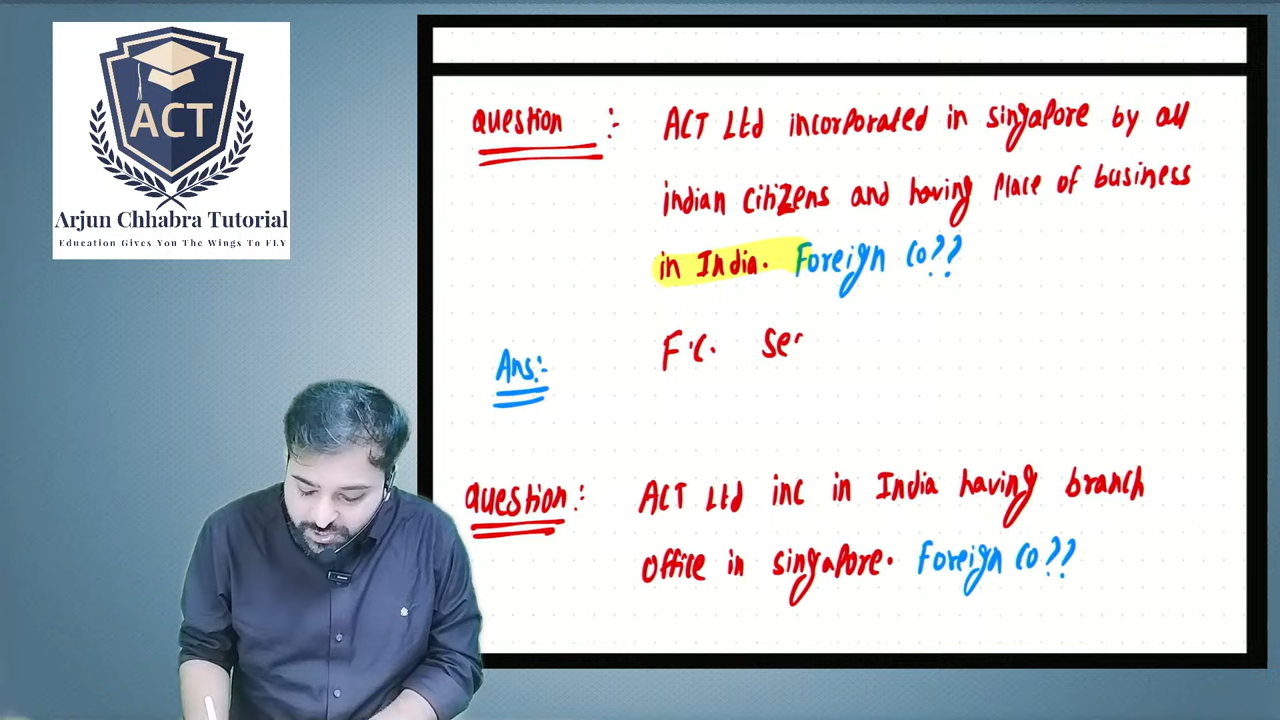 ACT
Arjun Chhabra Tutorial
Education Gives You The Wings To FLY
question :- ACT Ltd incorporated in singapore by all
indian citizens and having place of business
in India. Foreign co??
Ans:- F.C. Sec
question :- ACT Ltd inc in India having branch
office in singapore. Foreign co??